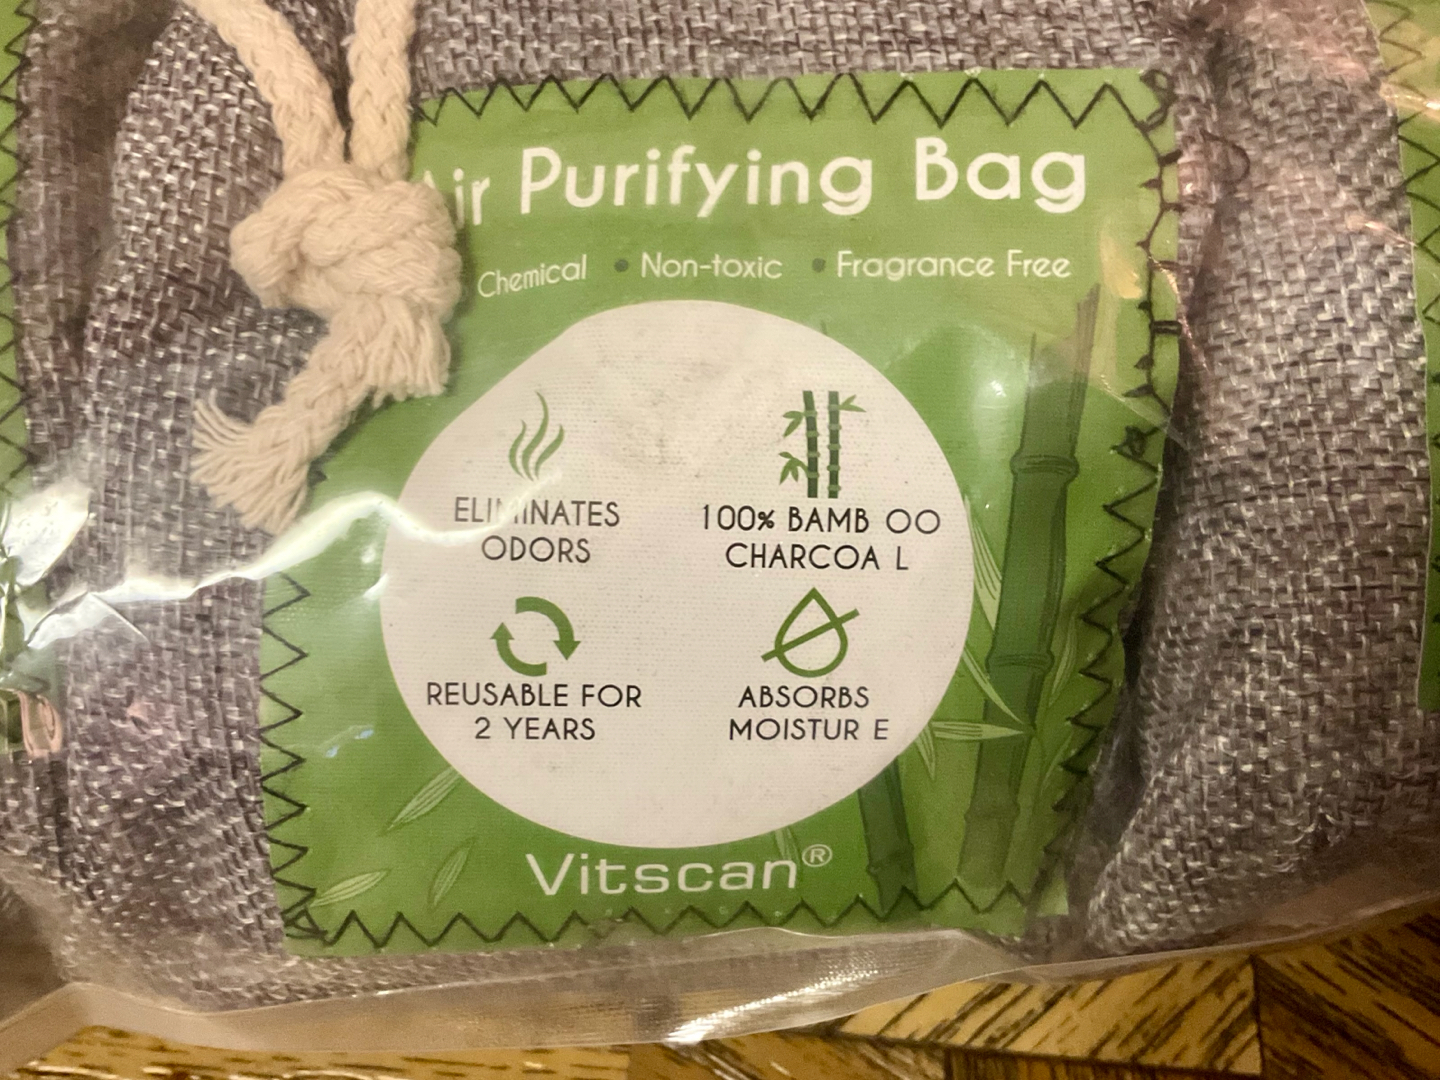 Air Purifying Bag
Chemical • Non-toxic • Fragrance Free
ELIMINATES
ODORS
100% BAMB OO
CHARCOA L
REUSABLE FOR
2 YEARS
ABSORBS
MOISTUR E
Vitscan®